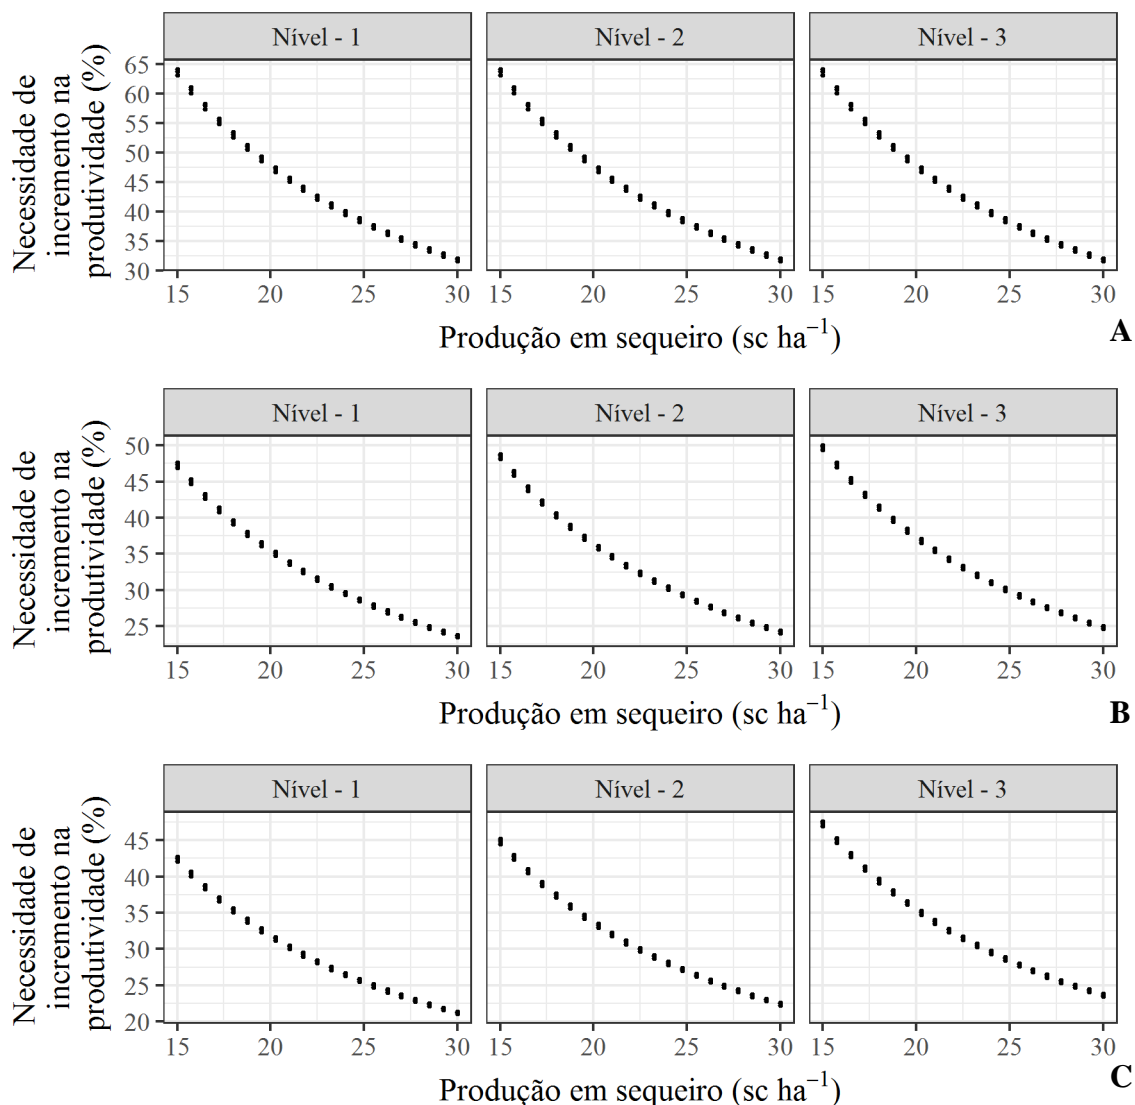 Nível - 1 Nível - 2 Nível - 3
Necessidade de
incremento na
produtividade (%)
65
60
55
50
45
40
35
30
15 20 25 30 15 20 25 30 15 20 25 30
Produção em sequeiro (sc ha⁻¹)
A
Nível - 1 Nível - 2 Nível - 3
Necessidade de
incremento na
produtividade (%)
50
45
40
35
30
25
15 20 25 30 15 20 25 30 15 20 25 30
Produção em sequeiro (sc ha⁻¹)
B
Nível - 1 Nível - 2 Nível - 3
Necessidade de
incremento na
produtividade (%)
45
40
35
30
25
20
15 20 25 30 15 20 25 30 15 20 25 30
Produção em sequeiro (sc ha⁻¹)
C